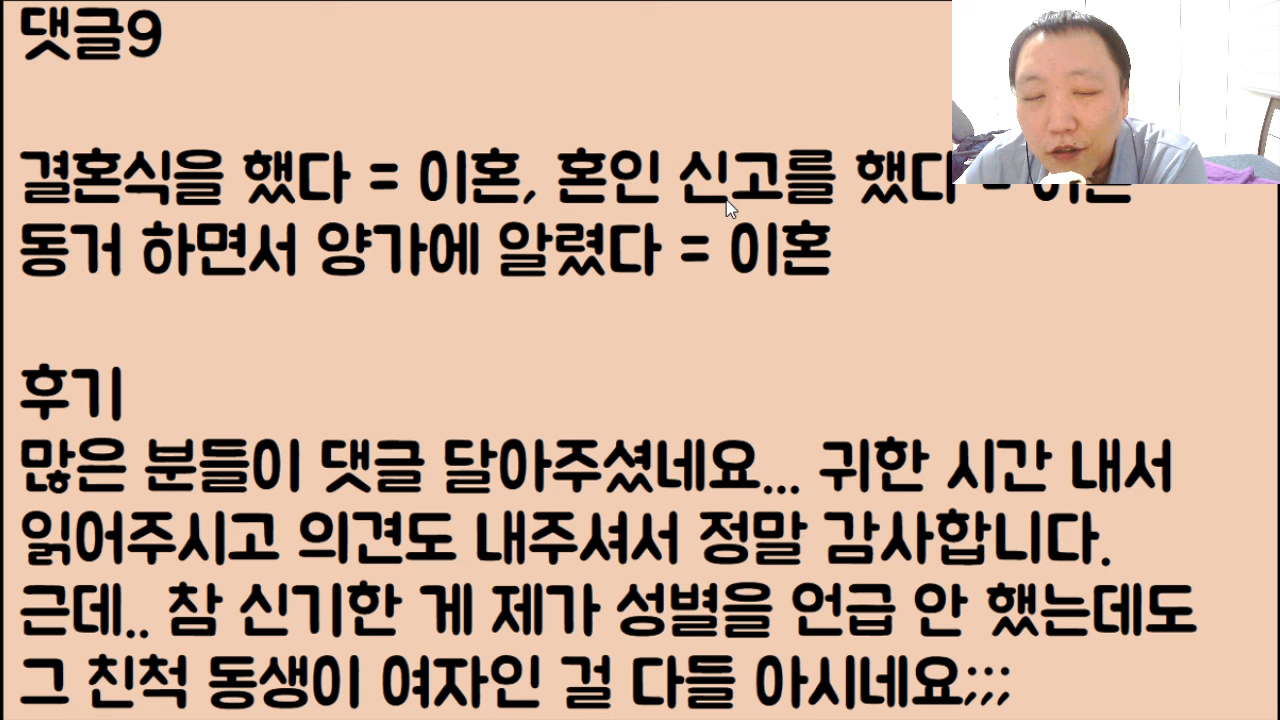 댓글9
결혼식을 했다 = 이혼, 혼인 신고를 했다 =
동거 하면서 양가에 알렸다 = 이혼
후기
많은 분들이 댓글 달아주셨네요... 귀한 시간 내서
읽어주시고 의견도 내주셔서 정말 감사합니다.
근데.. 참 신기한 게 제가 성별을 언급 안 했는데도
그 친척 동생이 여자인 걸 다들 아시네요;;;